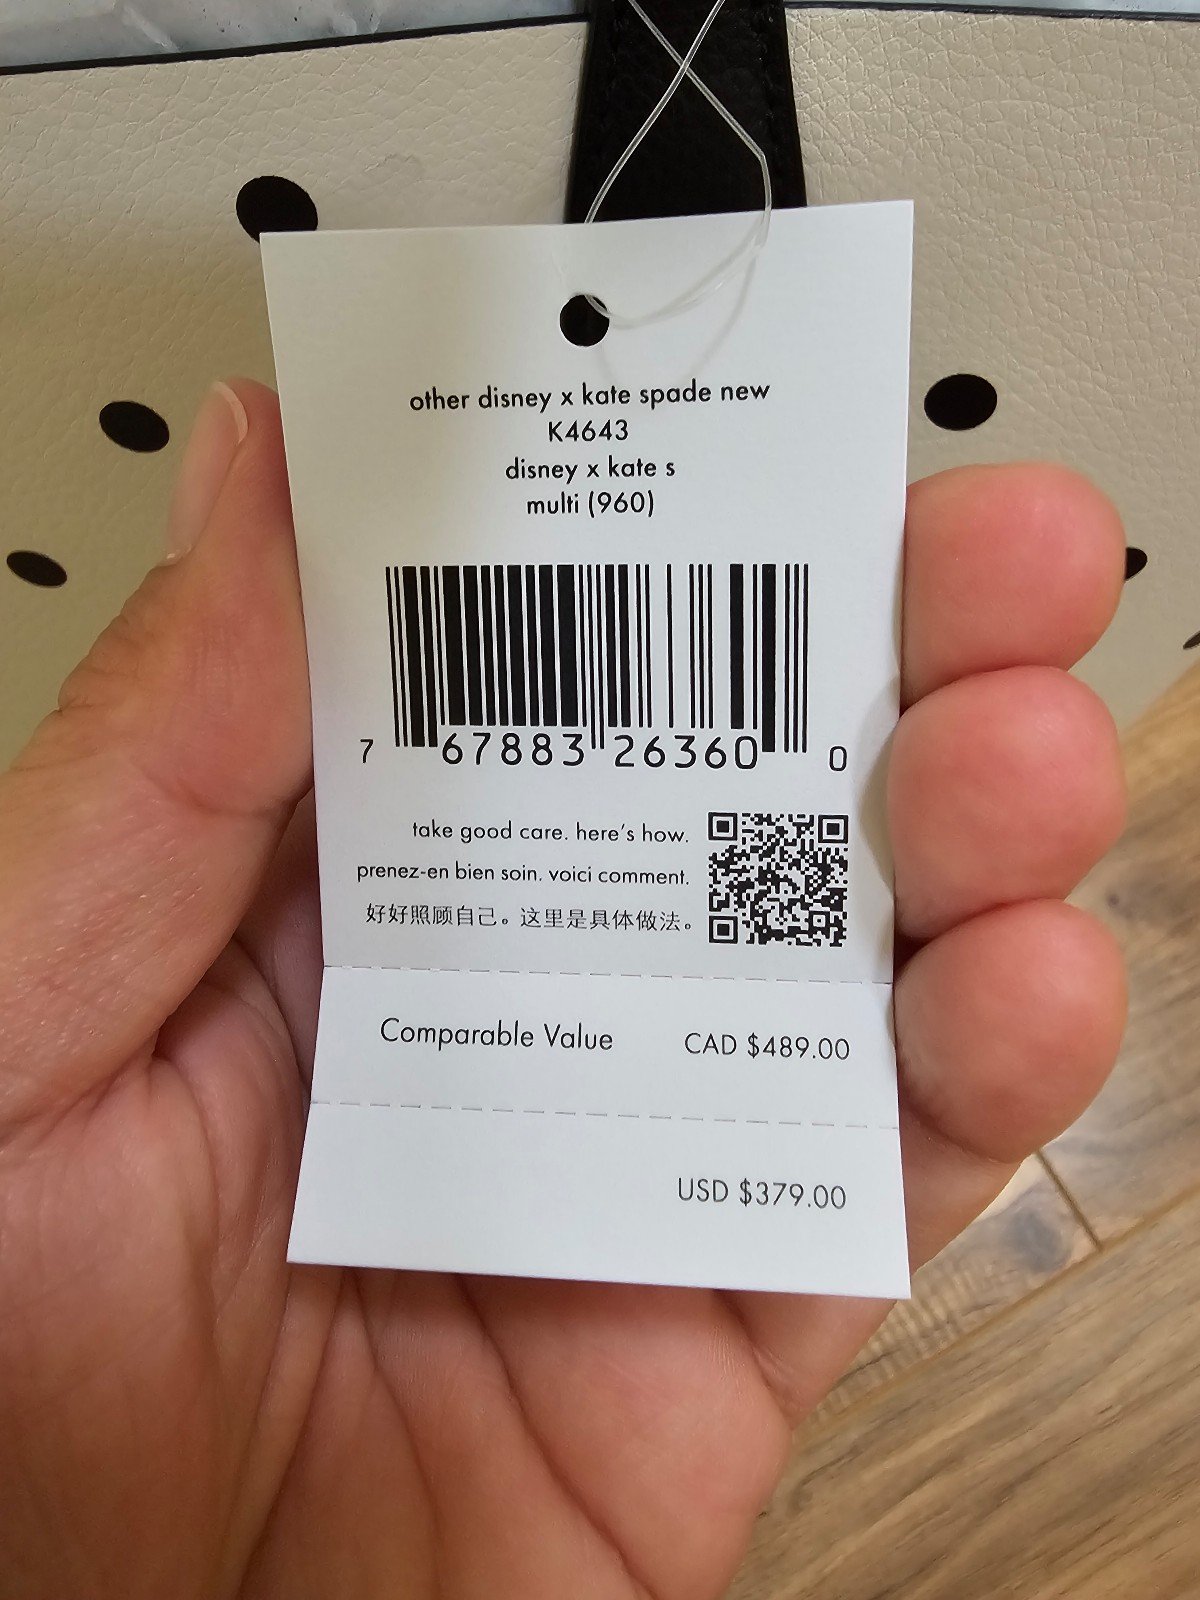 other disney x kate spade new
K4643
disney x kate s
multi (960)
7 67883 26360 0
take good care. here's how.
prenez-en bien soin. voici comment.
好好照顾自己。这里是具体做法。
Comparable Value CAD $489.00
USD $379.00